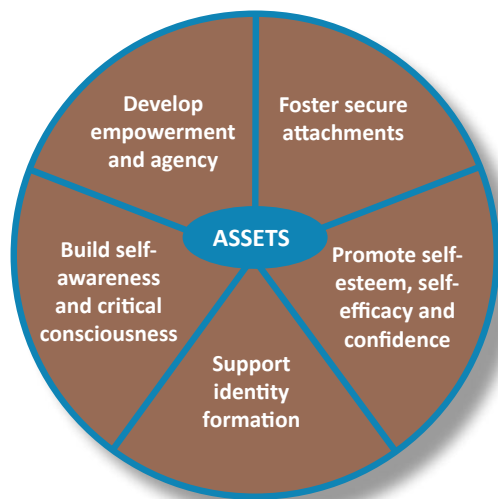 Develop
empowerment
and agency
Foster secure
attachments
ASSETS
Build self-
awareness
and critical
consciousness
Promote self-
esteem, self-
efficacy and
confidence
Support
identity
formation